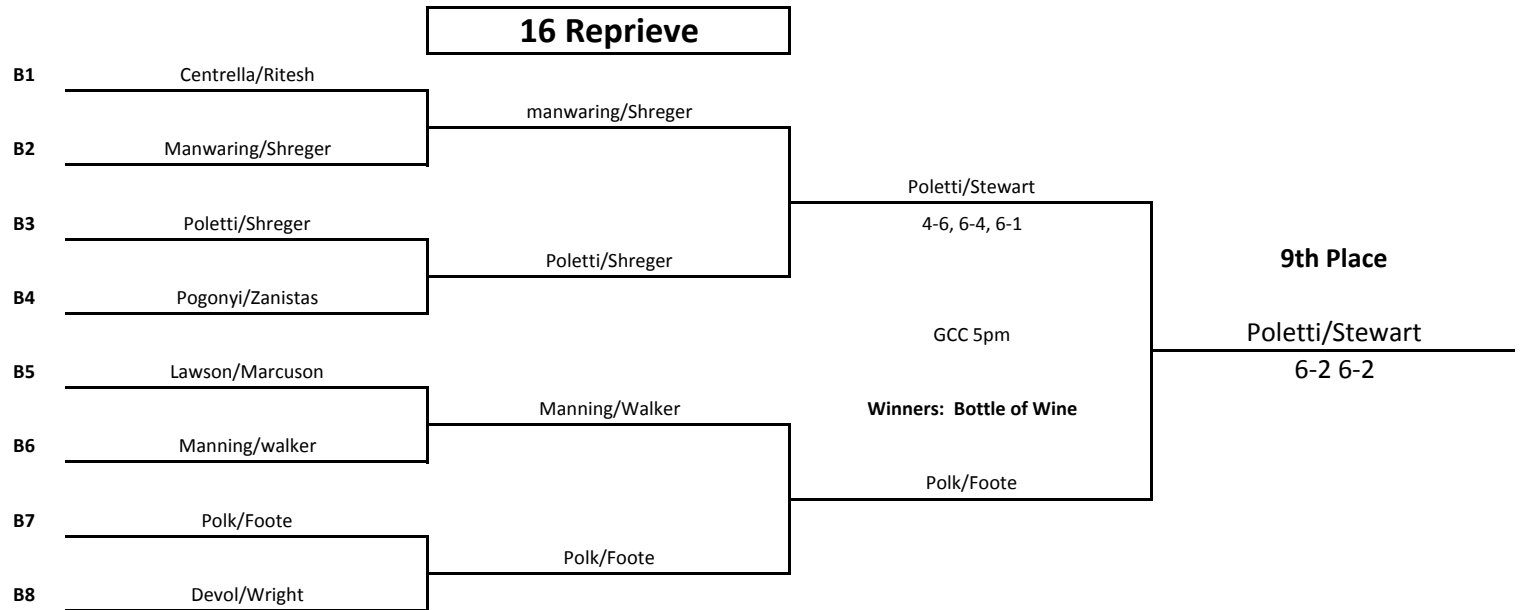 16 Reprieve
B1 Centrella/Ritesh
manwaring/Shreger
B2 Manwaring/Shreger
Poletti/Stewart
B3 Poletti/Shreger
4-6, 6-4, 6-1
Poletti/Shreger
9th Place
B4 Pogonyi/Zanistas
GCC 5pm
Poletti/Stewart
B5 Lawson/Marcuson
6-2 6-2
Manning/Walker
Winners: Bottle of Wine
B6 Manning/walker
Polk/Foote
B7 Polk/Foote
Polk/Foote
B8 Devol/Wright